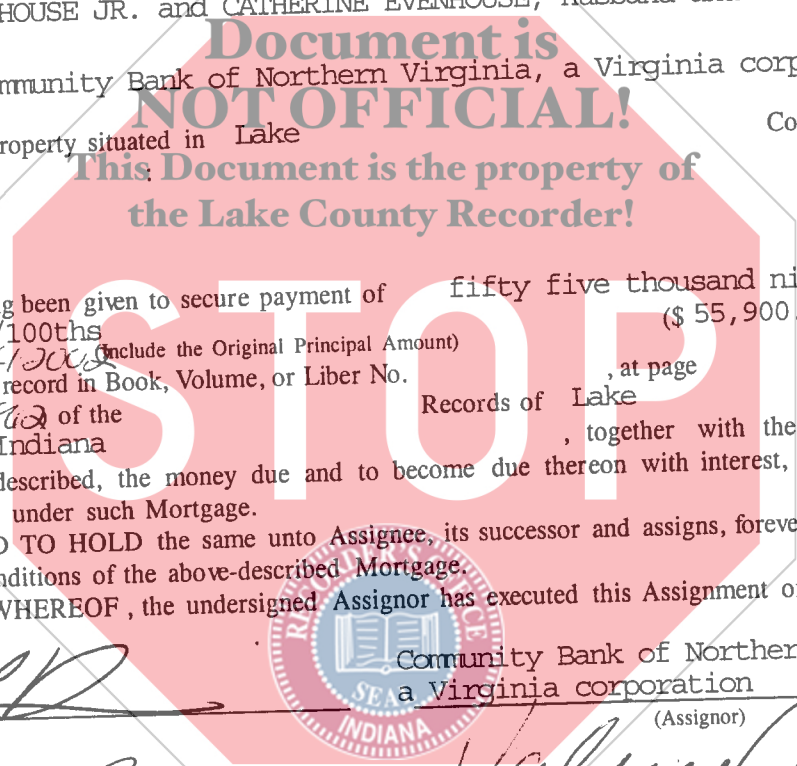 HOUSE JR. and CATHERINE EVENHOUSE,
Document is
mmunity Bank of Northern Virginia, a Virginia corp
NOT OFFICIAL!
Co
roperty situated in Lake
This Document is the property of
:
the Lake County Recorder!
STOP
g been given to secure payment of fifty five thousand ni
/100ths ($ 55,900.
(include the Original Principal Amount)
record in Book, Volume, or Liber No. , at page
of the Records of Lake
Indiana , together with the
described, the money due and to become due thereon with interest,
under such Mortgage.
D TO HOLD the same unto Assignee, its successor and assigns, foreve
nditions of the above-described Mortgage.
WHEREOF , the undersigned Assignor has executed this Assignment o
RECORDER'S OFFICE
SEAL
INDIANA
Community Bank of Norther
a Virginia corporation
(Assignor)